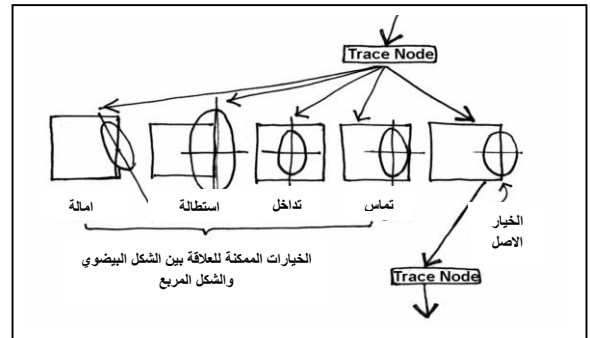 Trace Node
امالة
استطالة
تداخل
تماس
الخيار
الاصل
الخيارات الممكنة للعلاقة بين الشكل البيضوي
والشكل المربع
Trace Node